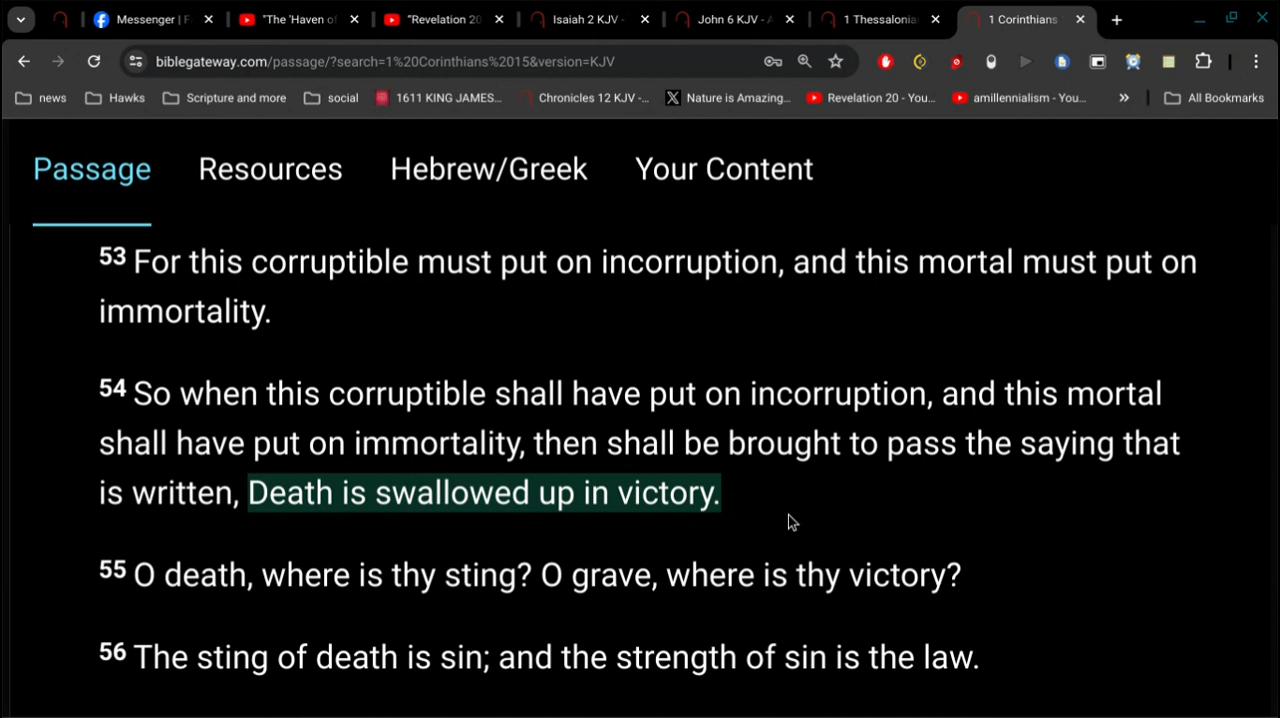 Messenger | F
"The 'Haven of
"Revelation 20
Isaiah 2 KJV -
John 6 KJV - A
1 Thessalonia
1 Corinthians
biblegateway.com/passage/?search=1%20Corinthians%2015&version=KJV
news
Hawks
Scripture and more
social
1611 KING JAMES...
Chronicles 12 KJV -...
Nature is Amazing...
Revelation 20 - You...
amillennialism - You...
All Bookmarks
Passage
Resources
Hebrew/Greek
Your Content
53 For this corruptible must put on incorruption, and this mortal must put on
immortality.
54 So when this corruptible shall have put on incorruption, and this mortal
shall have put on immortality, then shall be brought to pass the saying that
is written, Death is swallowed up in victory.
55 O death, where is thy sting? O grave, where is thy victory?
56 The sting of death is sin; and the strength of sin is the law.